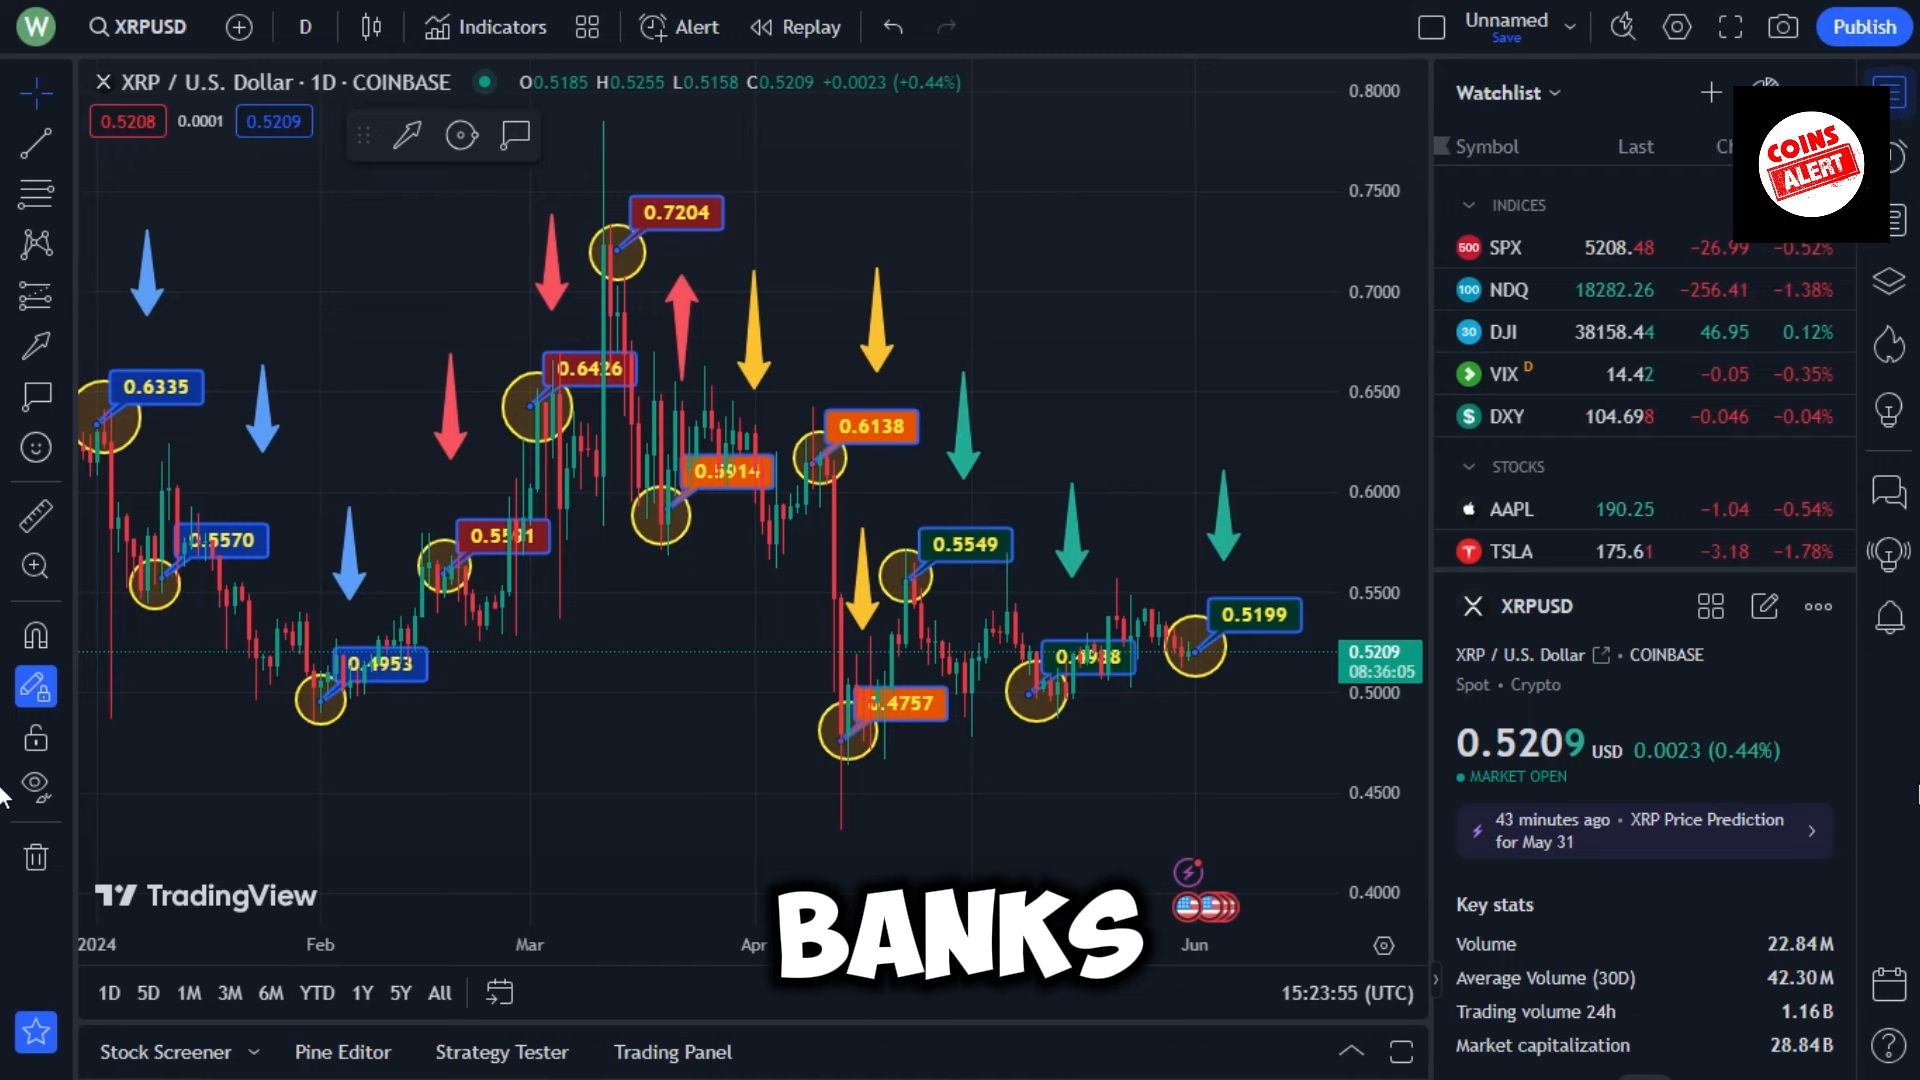 W
XRPUSD
D
Indicators
Alert
Replay
Unnamed
Save
Publish
XRP / U.S. Dollar · 1D · COINBASE
O0.5185 H0.5255 L0.5158 C0.5209 +0.0023 (+0.44%)
0.5208 0.0001 0.5209
0.8000
0.7500
0.7000
0.6500
0.6000
0.5500
0.5209
08:36:05
0.5000
0.4500
0.4000
0.7204
0.6426
0.6335
0.6138
0.5914
0.5549
0.5570
0.5199
0.4953
0.4757
TradingView
BANKS
2024 Feb Mar Apr Jun
1D 5D 1M 3M 6M YTD 1Y 5Y All
15:23:55 (UTC)
Stock Screener Pine Editor Strategy Tester Trading Panel
Watchlist
COINS
ALERT
Symbol Last
INDICES
500 SPX 5208.48 −26.99 −0.52%
100 NDQ 18282.26 −256.41 −1.38%
30 DJI 38158.44 46.95 0.12%
VIX D 14.42 −0.05 −0.35%
$ DXY 104.698 −0.046 −0.04%
STOCKS
AAPL 190.25 −1.04 −0.54%
TSLA 175.61 −3.18 −1.78%
XRPUSD
XRP / U.S. Dollar • COINBASE
Spot • Crypto
0.5209 USD 0.0023 (0.44%)
MARKET OPEN
43 minutes ago • XRP Price Prediction
for May 31
Key stats
Volume 22.84M
Average Volume (30D) 42.30M
Trading volume 24h 1.16B
Market capitalization 28.84B